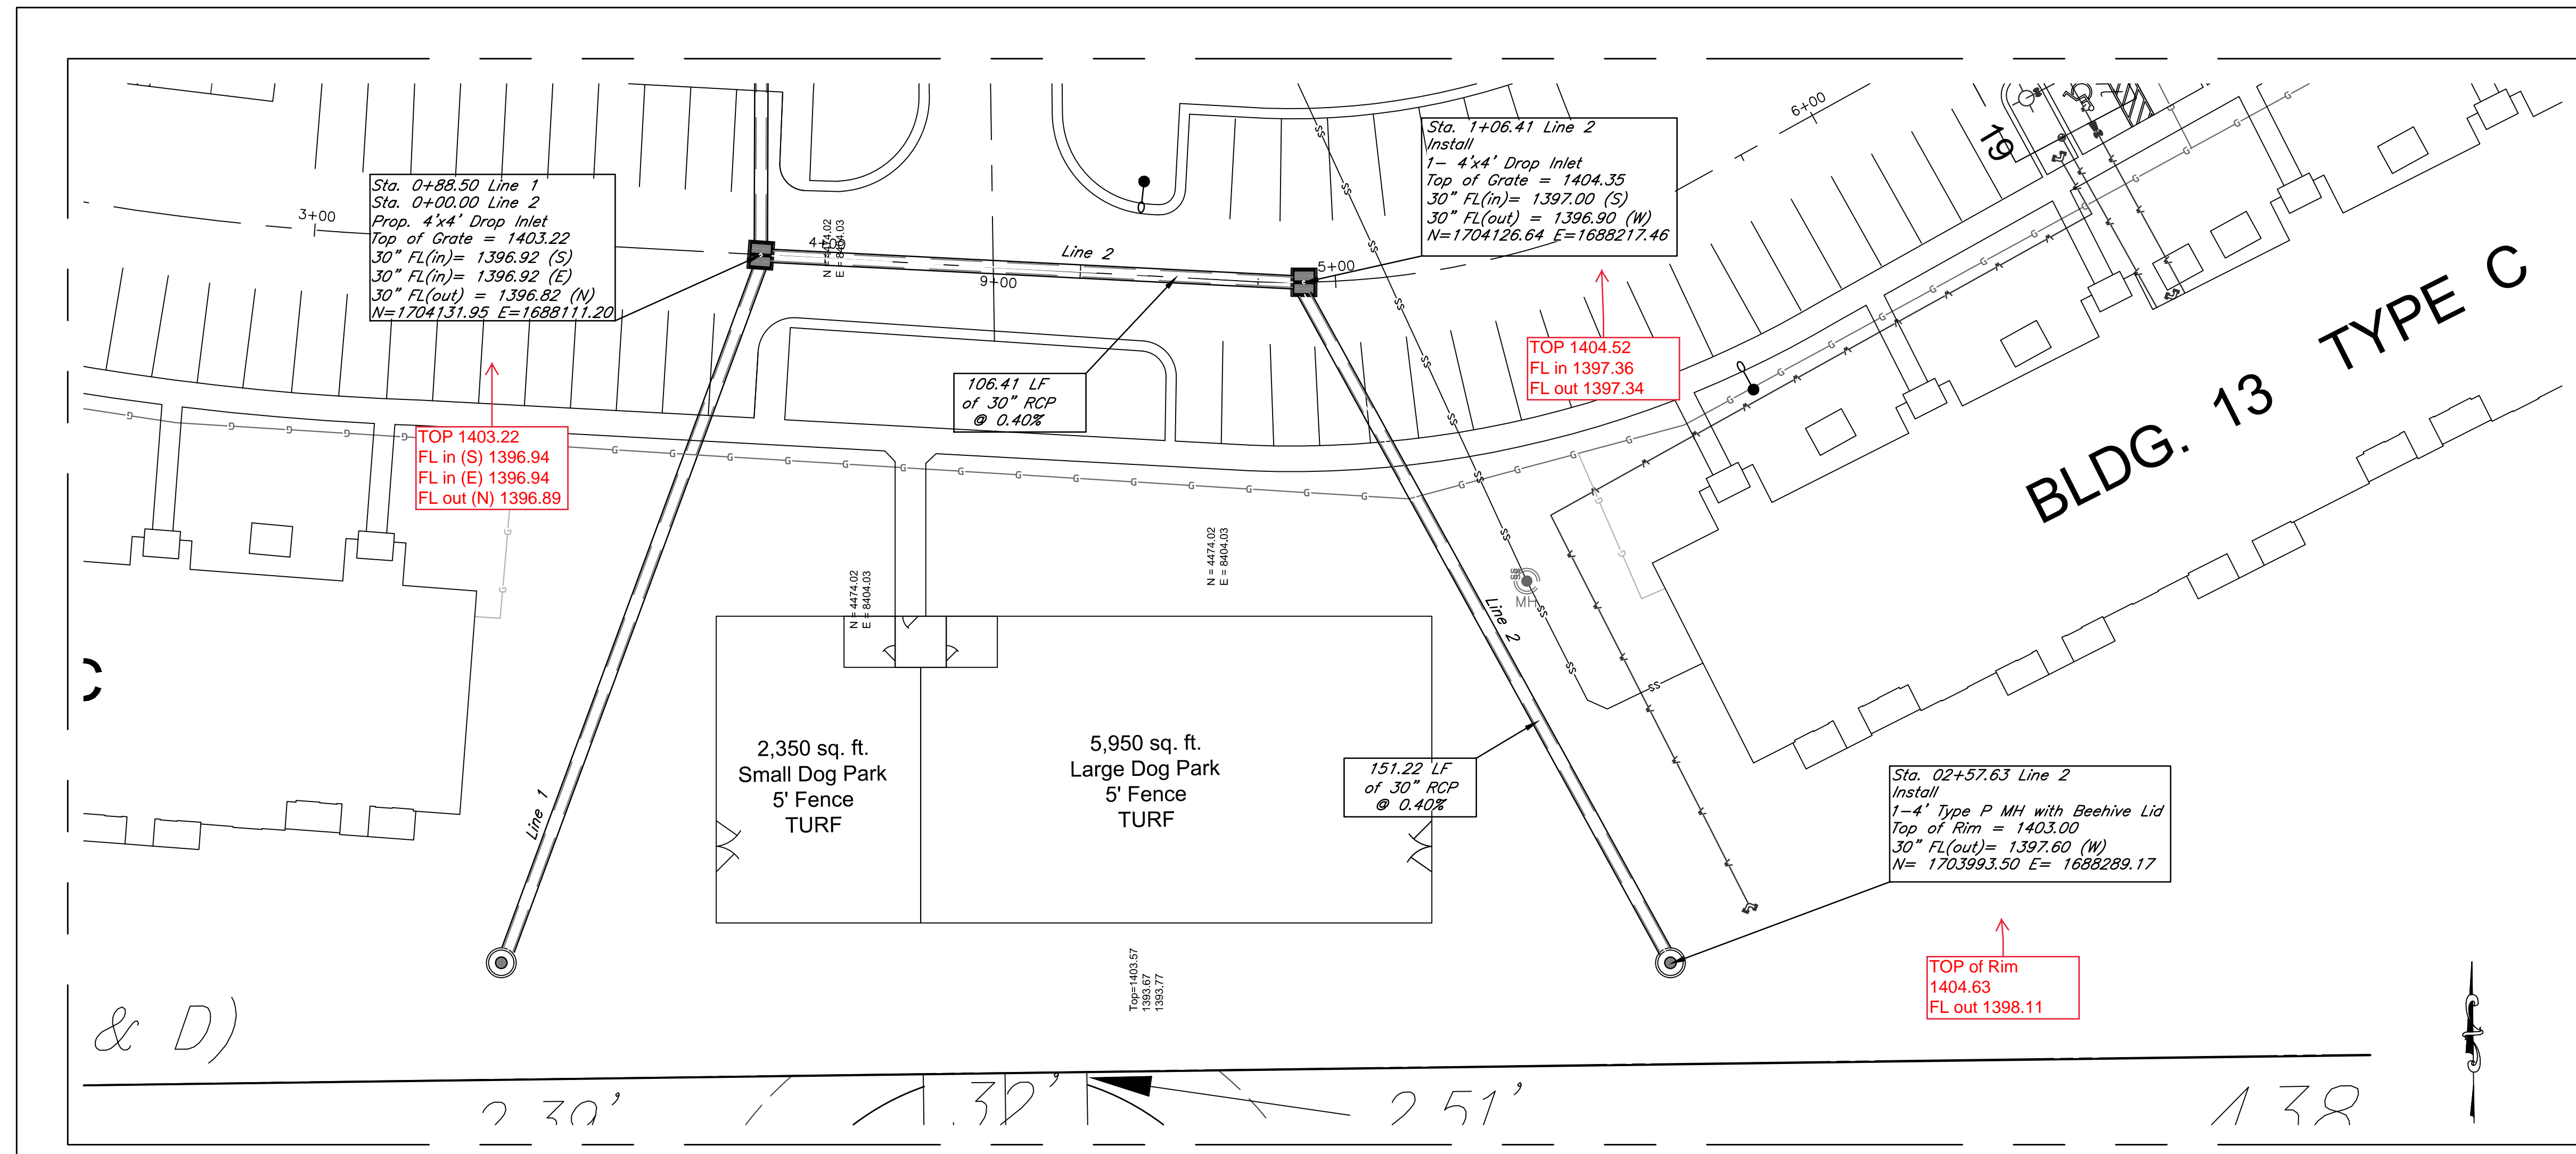 Sta. 0+88.50 Line 1
Sta. 0+00.00 Line 2
Prop. 4'x4' Drop Inlet
Top of Grate = 1403.22
30" FL(in)= 1396.92 (S)
30" FL(in)= 1396.92 (E)
30" FL(out) = 1396.82 (N)
N=1704131.95 E=1688111.20
3+00
TOP 1403.22
FL in (S) 1396.94
FL in (E) 1396.94
FL out (N) 1396.89
4+00
N = 4474.02
E = 8404.03
9+00
Line 2
106.41 LF
of 30" RCP
@ 0.40%
5+00
Sta. 1+06.41 Line 2
Install
1- 4'x4' Drop Inlet
Top of Grate = 1404.35
30" FL(in)= 1397.00 (S)
30" FL(out) = 1396.90 (W)
N=1704126.64 E=1688217.46
6+00
19
TOP 1404.52
FL in 1397.36
FL out 1397.34
BLDG. 13 TYPE C
C
N = 4474.02
E = 8404.03
N = 4474.02
E = 8404.03
MH
Line 2
Line 1
2,350 sq. ft.
Small Dog Park
5' Fence
TURF
5,950 sq. ft.
Large Dog Park
5' Fence
TURF
151.22 LF
of 30" RCP
@ 0.40%
Sta. 02+57.63 Line 2
Install
1-4' Type P MH with Beehive Lid
Top of Rim = 1403.00
30" FL(out)= 1397.60 (W)
N= 1703993.50 E= 1688289.17
TOP of Rim
1404.63
FL out 1398.11
Top=1403.57
1393.67
1393.77
& D)
251'